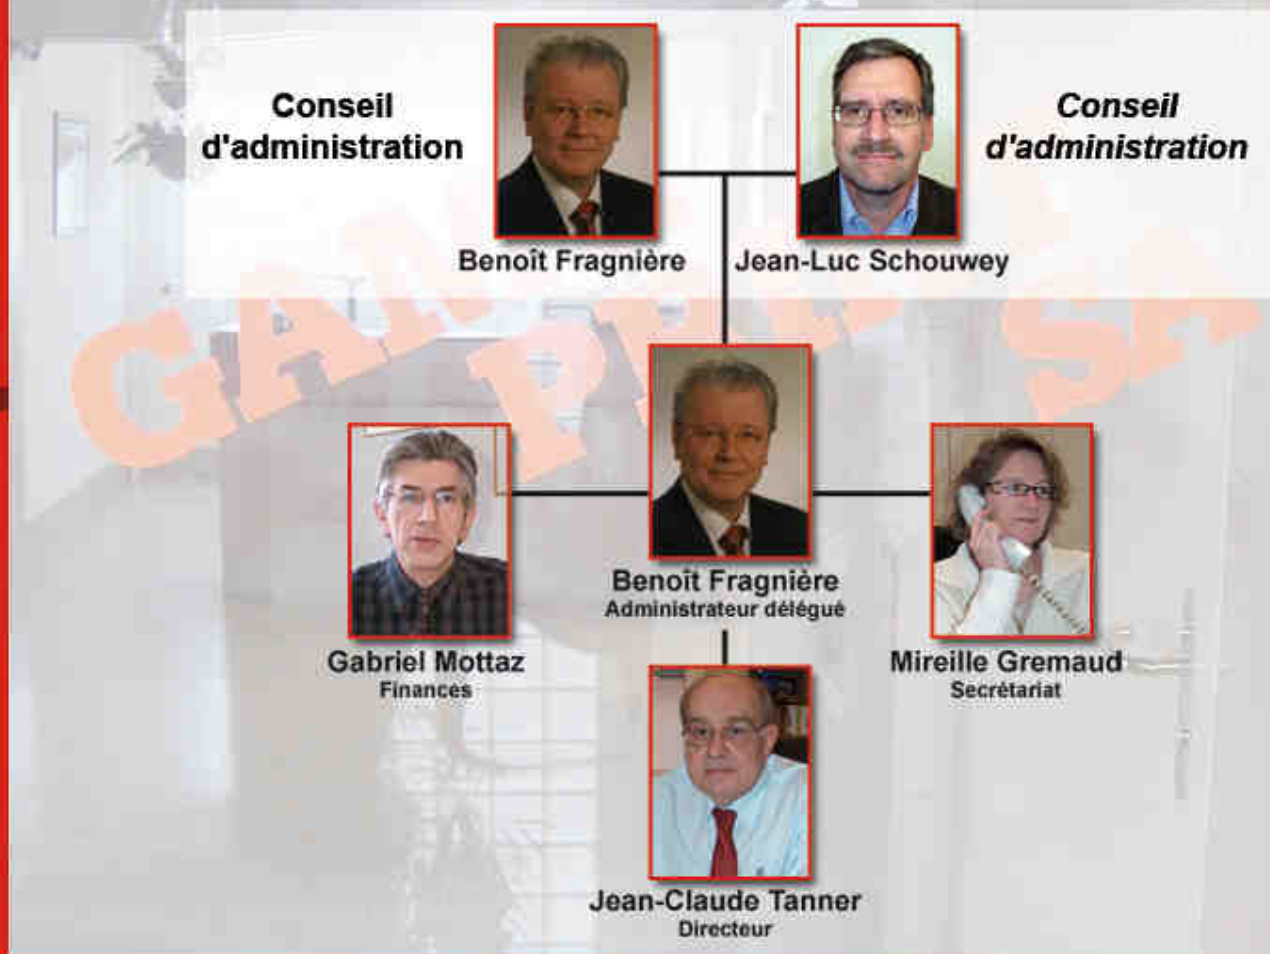 Conseil
d'administration
Conseil
d'administration
Benoît Fragnière
Jean-Luc Schouwey
Benoît Fragnière
Administrateur délégué
Gabriel Mottaz
Finances
Mireille Gremaud
Secrétariat
Jean-Claude Tanner
Directeur
SA